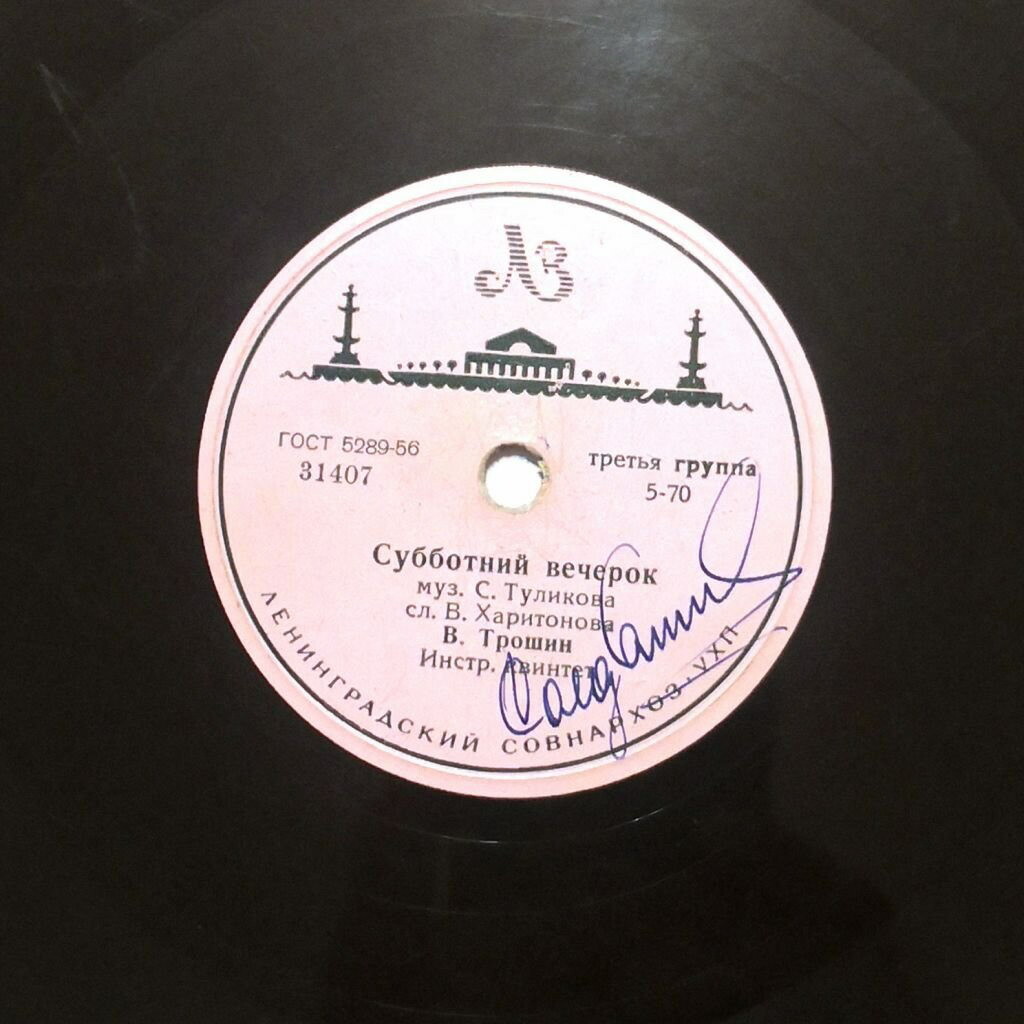 ЛЗ
ГОСТ 5289-56
31407
третья группа
5-70
Субботний вечерок
муз. С. Туликова
сл. В. Харитонова
В. Трошин
Инстр. квинтет
ЛЕНИНГРАДСКИЙ СОВНАРХОЗ·УХП